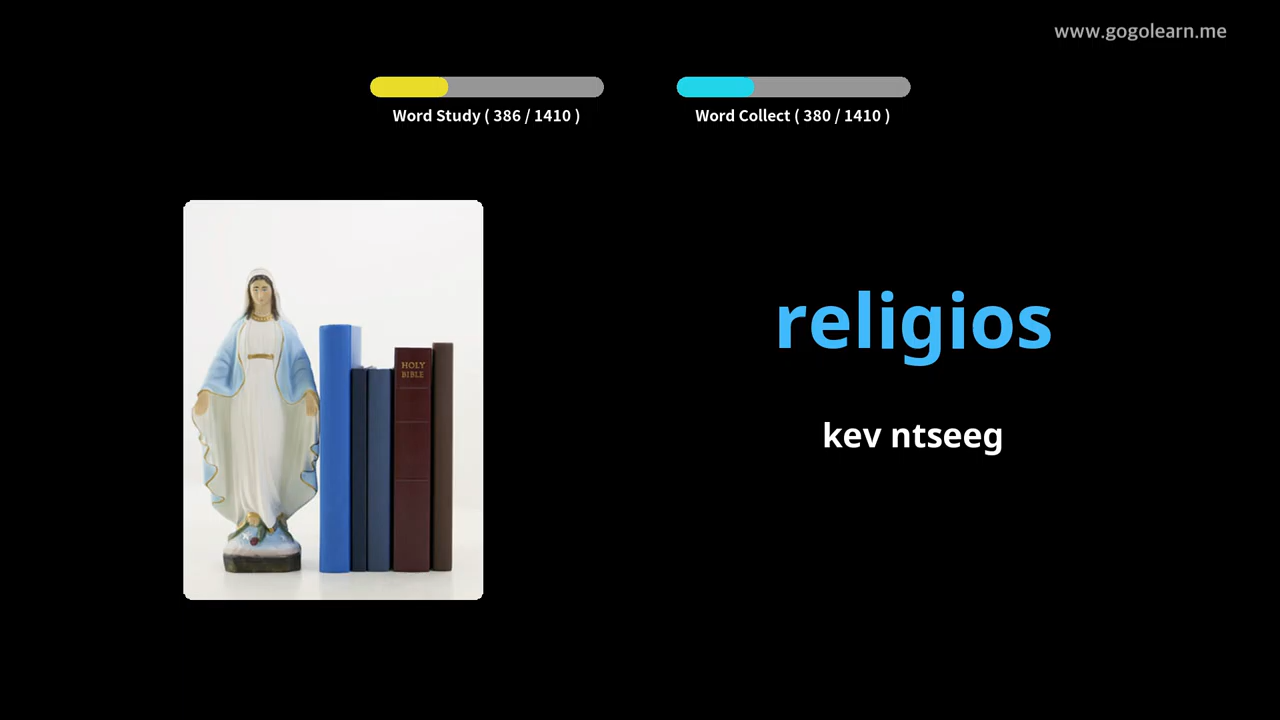 www.gogolearn.me
Word Study ( 386 / 1410 )
Word Collect ( 380 / 1410 )
HOLY
BIBLE
religios
kev ntseeg